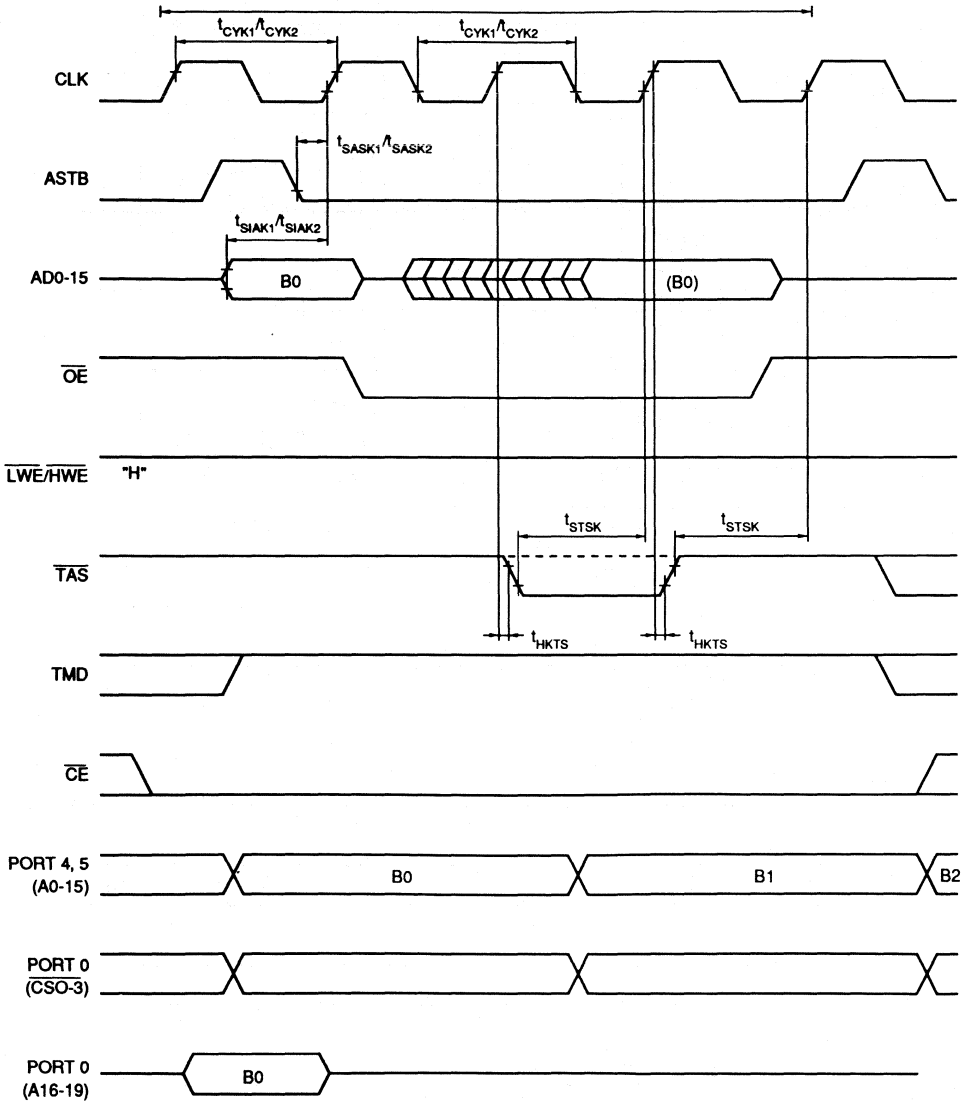 tCYK1/tCYK2
tCYK1/tCYK2
CLK
tSASK1/tSASK2
ASTB
tSIAK1/tSIAK2
AD0-15
B0
(B0)
OE
LWE/HWE
"H"
tSTSK
tSTSK
TAS
tHKTS
tHKTS
TMD
CE
PORT 4, 5
(A0-15)
B0
B1
B2
PORT 0
(CSO-3)
PORT 0
(A16-19)
B0